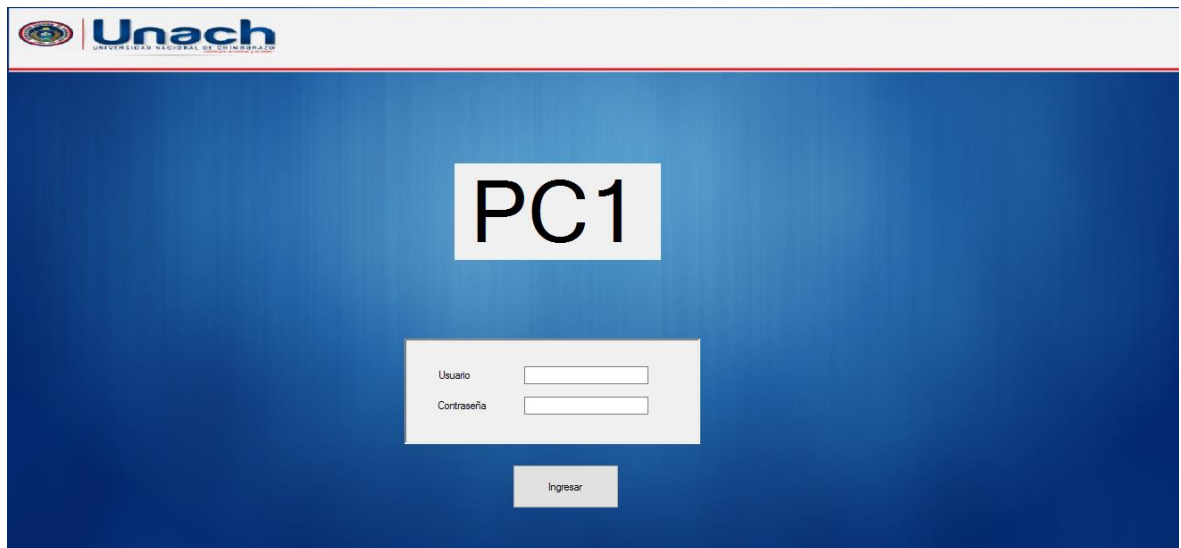 Unach
UNIVERSIDAD NACIONAL DE CHIMBORAZO
PC1
Usuario
Contraseña
Ingresar